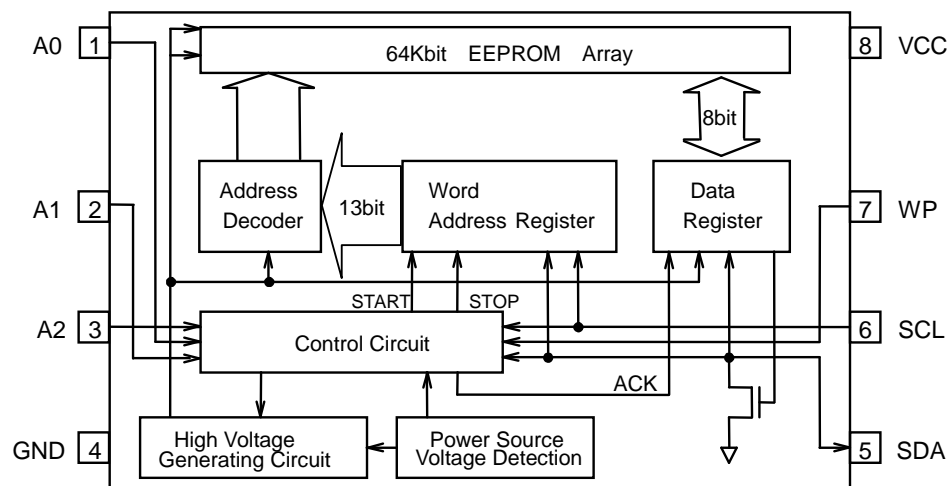 A0 1
64Kbit EEPROM Array
8 VCC
8bit
A1 2
Address
Decoder
13bit
Word
Address Register
Data
Register
7 WP
START
STOP
A2 3
Control Circuit
6 SCL
ACK
GND 4
High Voltage
Generating Circuit
Power Source
Voltage Detection
5 SDA